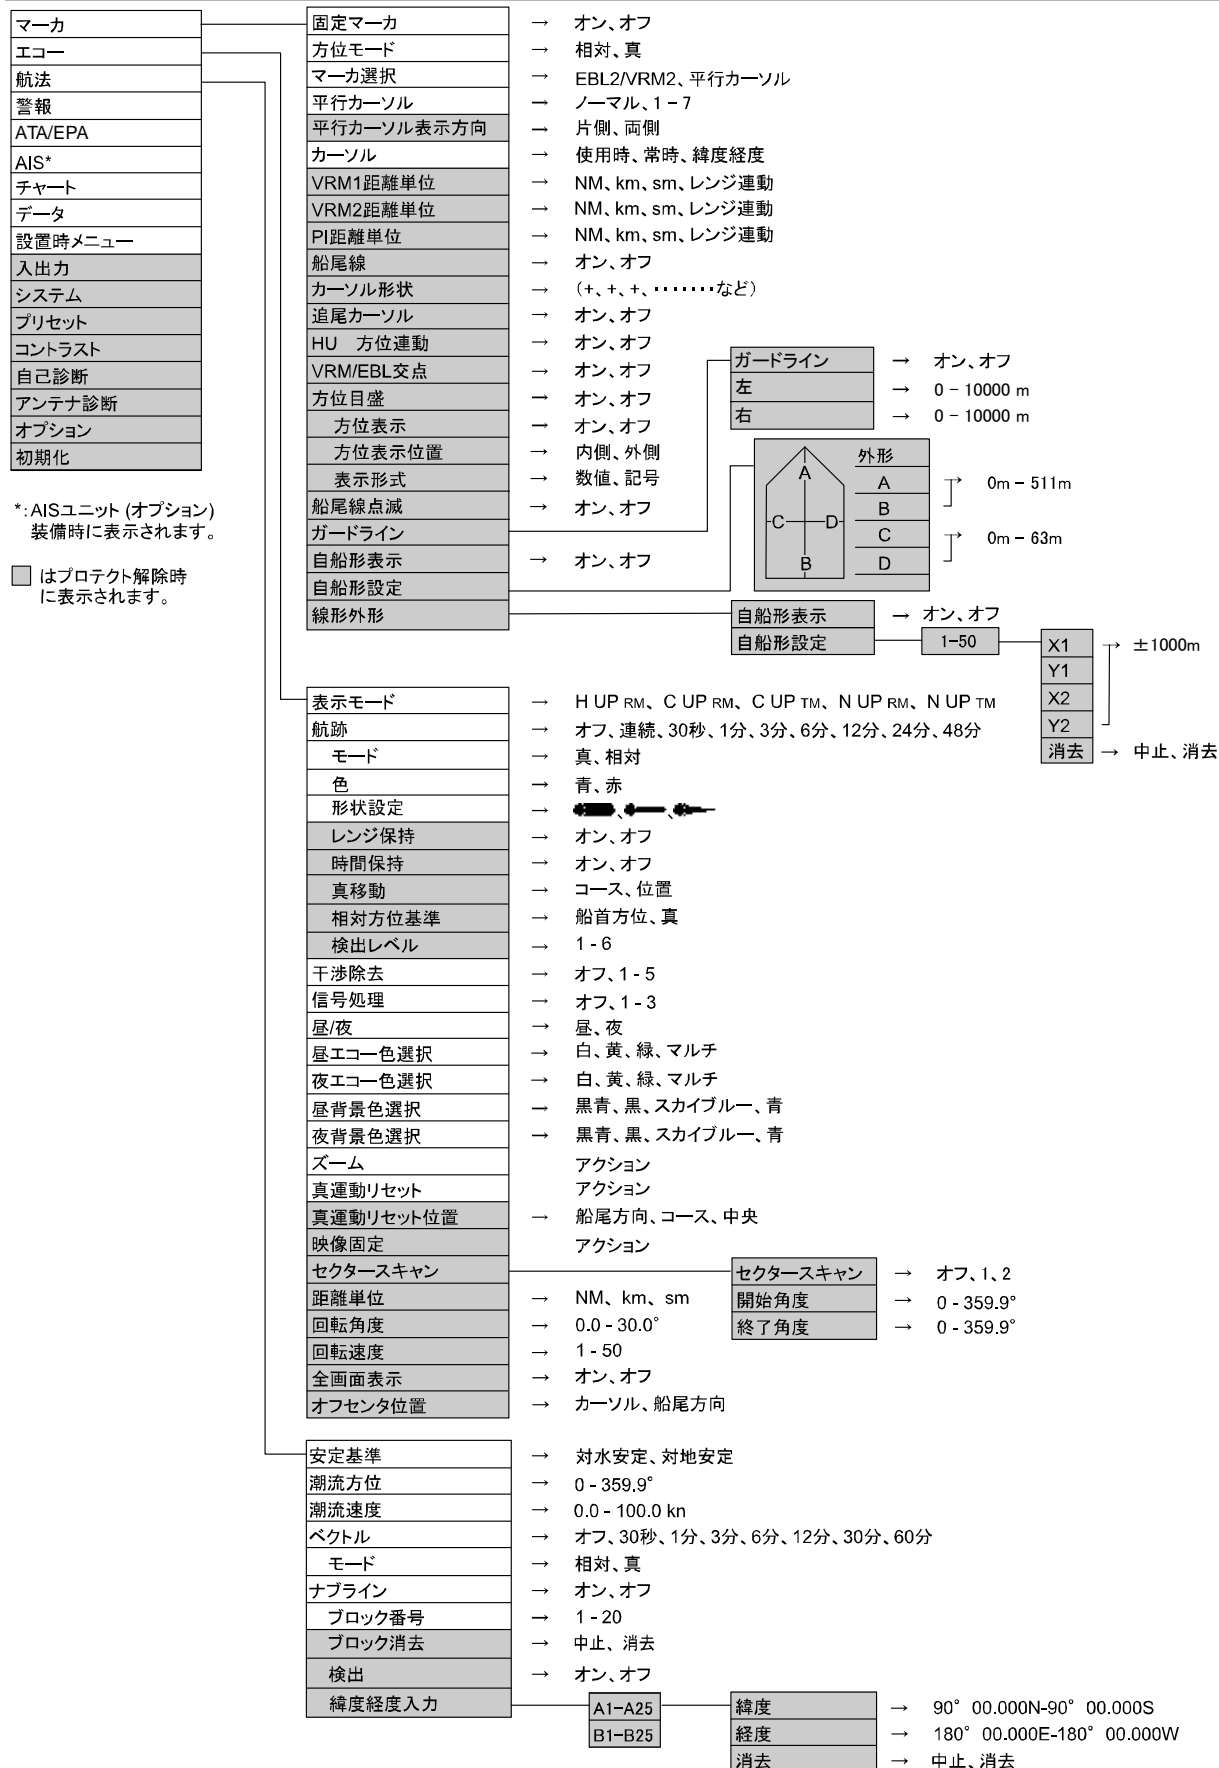 マーカ
エコー
航法
警報
ATA/EPA
AIS*
チャート
データ
設置時メニュー
入出力
システム
プリセット
コントラスト
自己診断
アンテナ診断
オプション
初期化
*:AISユニット (オプション)
装備時に表示されます。
はプロテクト解除時
に表示されます。
固定マーカ → オン、オフ
方位モード → 相対、真
マーカ選択 → EBL2/VRM2、平行カーソル
平行カーソル → ノーマル、1 − 7
平行カーソル表示方向 → 片側、両側
カーソル → 使用時、常時、緯度経度
VRM1距離単位 → NM、km、sm、レンジ連動
VRM2距離単位 → NM、km、sm、レンジ連動
PI距離単位 → NM、km、sm、レンジ連動
船尾線 → オン、オフ
カーソル形状 → (+、+、+、・・・・・・・など)
追尾カーソル → オン、オフ
HU 方位連動 → オン、オフ
VRM/EBL交点 → オン、オフ
方位目盛 → オン、オフ
方位表示 → オン、オフ
方位表示位置 → 内側、外側
表示形式 → 数値、記号
船尾線点滅 → オン、オフ
ガードライン
自船形表示 → オン、オフ
自船形設定
線形外形
ガードライン → オン、オフ
左 → 0 − 10000 m
右 → 0 − 10000 m
A
C D
B
外形
A → 0m − 511m
B
C → 0m − 63m
D
自船形表示 → オン、オフ
自船形設定 1−50
X1 → ±1000m
Y1
X2
Y2
消去 → 中止、消去
表示モード → H UP RM、C UP RM、C UP TM、N UP RM、N UP TM
航跡 → オフ、連続、30秒、1分、3分、6分、12分、24分、48分
モード → 真、相対
色 → 青、赤
形状設定 → 、 、
レンジ保持 → オン、オフ
時間保持 → オン、オフ
真移動 → コース、位置
相対方位基準 → 船首方位、真
検出レベル → 1 - 6
干渉除去 → オフ、1 - 5
信号処理 → オフ、1 - 3
昼/夜 → 昼、夜
昼エコー色選択 → 白、黄、緑、マルチ
夜エコー色選択 → 白、黄、緑、マルチ
昼背景色選択 → 黒青、黒、スカイブルー、青
夜背景色選択 → 黒青、黒、スカイブルー、青
ズーム アクション
真運動リセット アクション
真運動リセット位置 → 船尾方向、コース、中央
映像固定 アクション
セクタースキャン
距離単位 → NM、km、sm
回転角度 → 0.0 - 30.0°
回転速度 → 1 - 50
全画面表示 → オン、オフ
オフセンタ位置 → カーソル、船尾方向
セクタースキャン → オフ、1、2
開始角度 → 0 - 359.9°
終了角度 → 0 - 359.9°
安定基準 → 対水安定、対地安定
潮流方位 → 0 - 359.9°
潮流速度 → 0.0 - 100.0 kn
ベクトル → オフ、30秒、1分、3分、6分、12分、30分、60分
モード → 相対、真
ナブライン → オン、オフ
ブロック番号 → 1 - 20
ブロック消去 → 中止、消去
検出 → オン、オフ
緯度経度入力
A1−A25
B1−B25
緯度 → 90° 00.000N-90° 00.000S
経度 → 180° 00.000E-180° 00.000W
消去 → 中止、消去